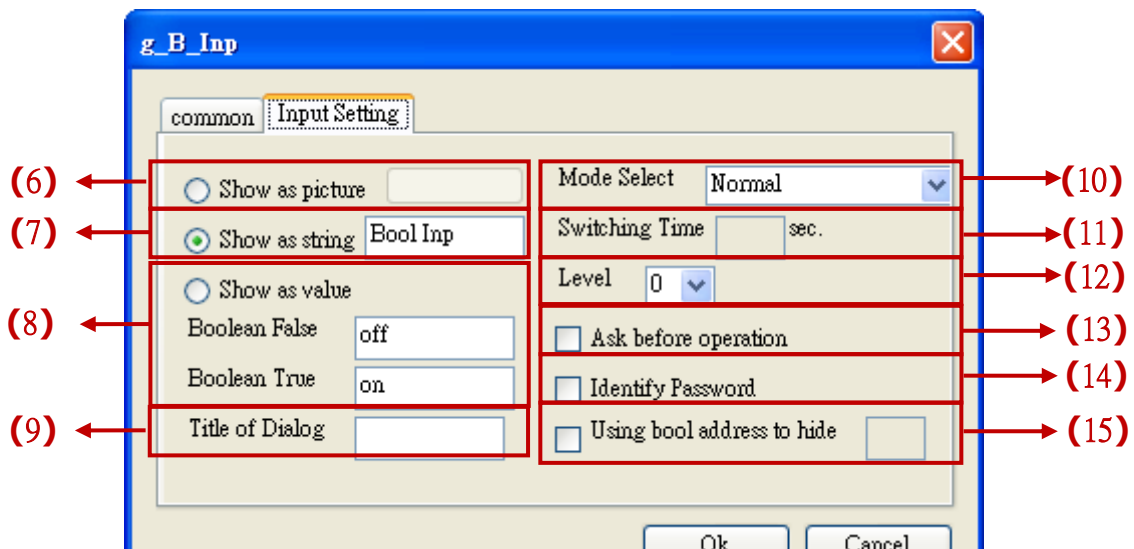 g_B_Inp
common
Input Setting
(6)
Show as picture
(7)
Show as string
Bool Inp
(8)
Show as value
Boolean False
off
Boolean True
on
(9)
Title of Dialog
Mode Select
Normal
(10)
Switching Time
sec.
(11)
Level
0
(12)
Ask before operation
(13)
Identify Password
(14)
Using bool address to hide
(15)
Ok
Cancel